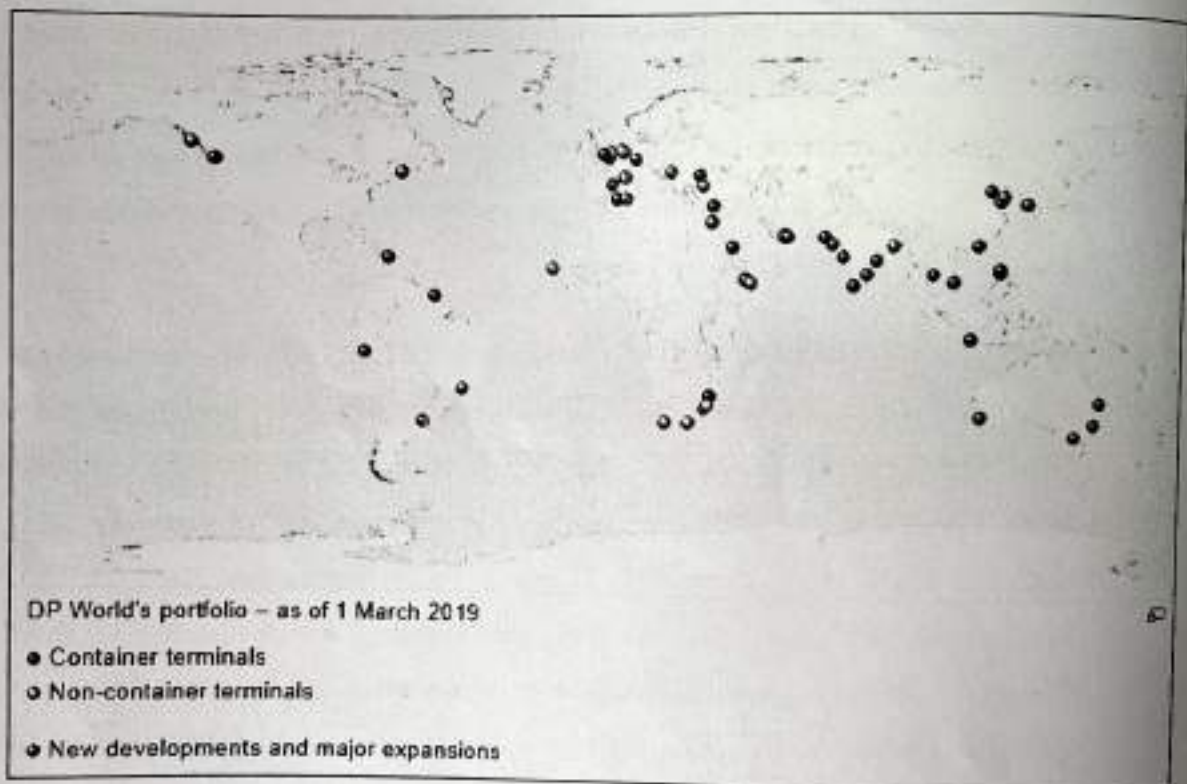 DP World's portfolio – as of 1 March 2019
Container terminals
Non-container terminals
New developments and major expansions